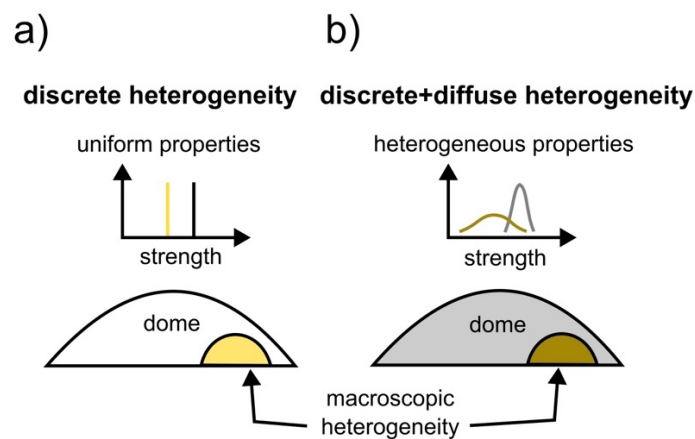 a)
b)
discrete heterogeneity
discrete+diffuse heterogeneity
uniform properties
heterogeneous properties
strength
strength
dome
dome
macroscopic
heterogeneity